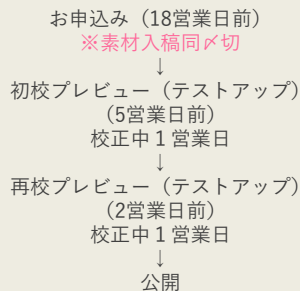 お申込み（18営業日前）
※素材入稿同〆切
↓
初校プレビュー（テストアップ）
（5営業日前）
校正中１営業日
↓
再校プレビュー（テストアップ）
（2営業日前）
校正中１営業日
↓
公開